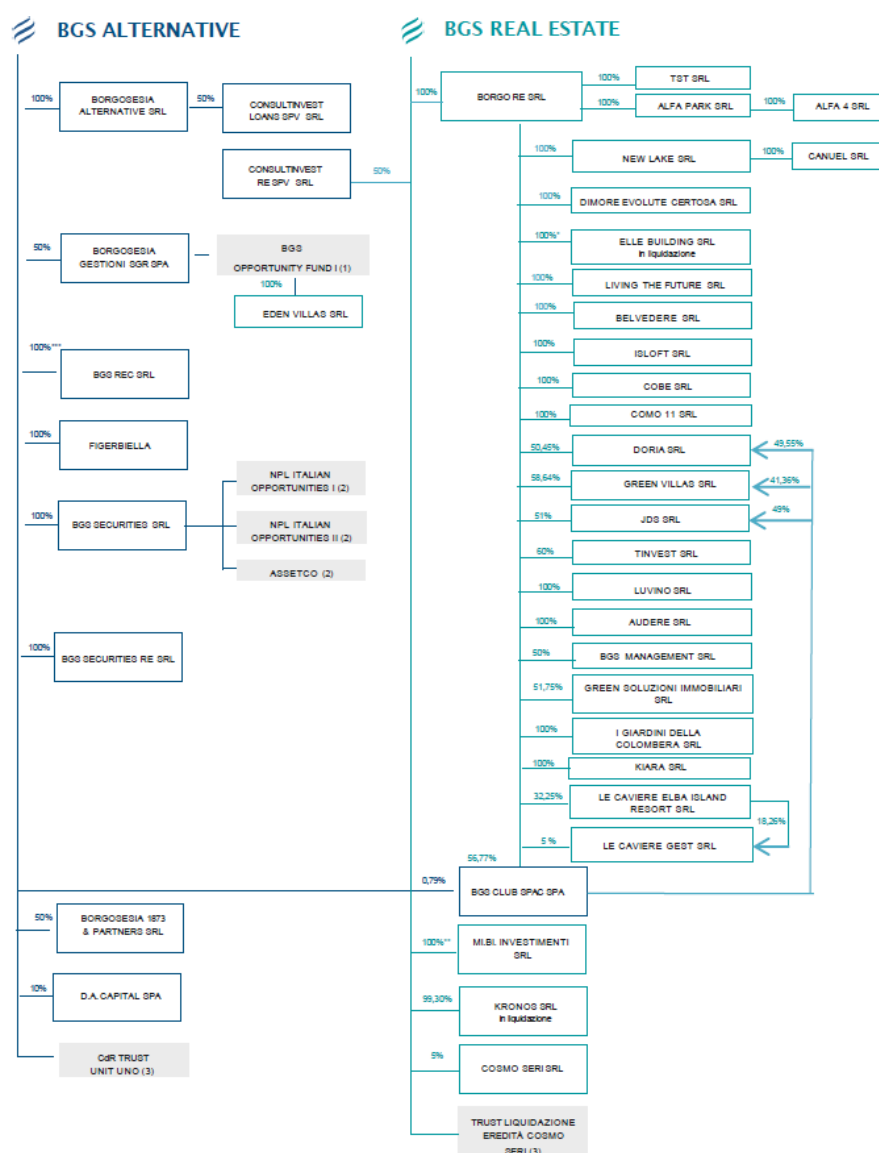 BGS ALTERNATIVE
100%
BORGOSESIA
ALTERNATIVE SRL
50%
CONSULTINVEST
LOANS SPV SRL
CONSULTINVEST
RE SPV SRL
50%
50%
BORGOSESIA
GESTIONI SGR SPA
BGS
OPPORTUNITY FUND I (1)
100%
EDEN VILLAS SRL
100%***
BGS REC SRL
100%
FIGERBIELLA
100%
BGS SECURITIES SRL
NPL ITALIAN
OPPORTUNITIES I (2)
NPL ITALIAN
OPPORTUNITIES II (2)
ASSETCO (2)
100%
BGS SECURITIES RE SRL
50%
BORGOSESIA 1873
& PARTNERS SRL
10%
D.A. CAPITAL SPA
CdR TRUST
UNIT UNO (3)
BGS REAL ESTATE
100%
BORGO RE SRL
100%
TST SRL
100%
ALFA PARK SRL
100%
ALFA 4 SRL
100%
NEW LAKE SRL
100%
CANUEL SRL
100%
DIMORE EVOLUTE CERTOSA SRL
100%*
ELLE BUILDING SRL
in liquidazione
100%
LIVING THE FUTURE SRL
100%
BELVEDERE SRL
100%
ISLOFT SRL
100%
COBE SRL
100%
COMO 11 SRL
50,45%
DORIA SRL
49,55%
58,64%
GREEN VILLAS SRL
41,36%
51%
JDS SRL
49%
60%
TINVEST SRL
100%
LUVINO SRL
100%
AUDERE SRL
50%
BGS MANAGEMENT SRL
51,75%
GREEN SOLUZIONI IMMOBILIARI
SRL
100%
I GIARDINI DELLA
COLOMBERA SRL
100%
KIARA SRL
32,25%
LE CAVIERE ELBA ISLAND
RESORT SRL
18,26%
5 %
LE CAVIERE GEST SRL
56,77%
0,79%
BGS CLUB SPAC SPA
100%**
MI.BI. INVESTIMENTI
SRL
99,30%
KRONOS SRL
in liquidazione
5%
COSMO SERI SRL
TRUST LIQUIDAZIONE
EREDITÀ COSMO
SERI (3)